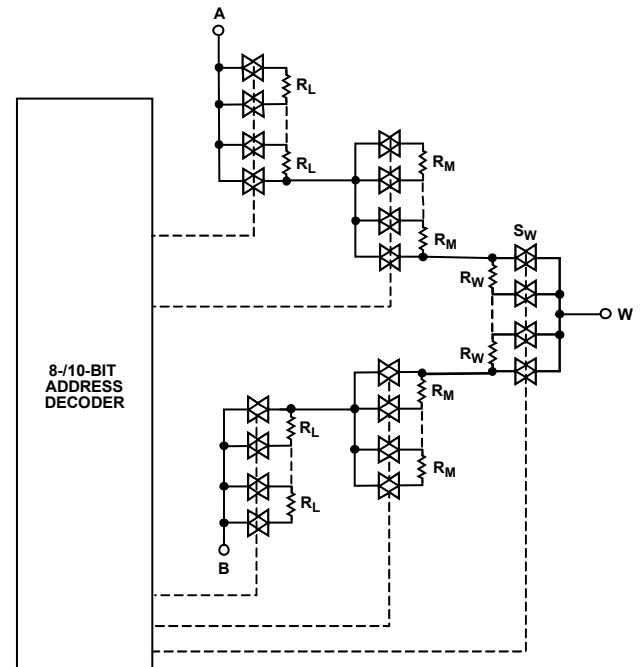 A
RL
RL
RM
RM
SW
RW
W
RW
8-/10-BIT
ADDRESS
DECODER
RM
RL
RM
RL
B